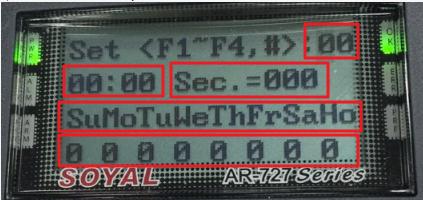 Set <F1~F4,#>:00
00:00 Sec.=000
SuMoTuWeThFrSaHo
0 0 0 0 0 0 0 0
SOYAL AR-727 Series